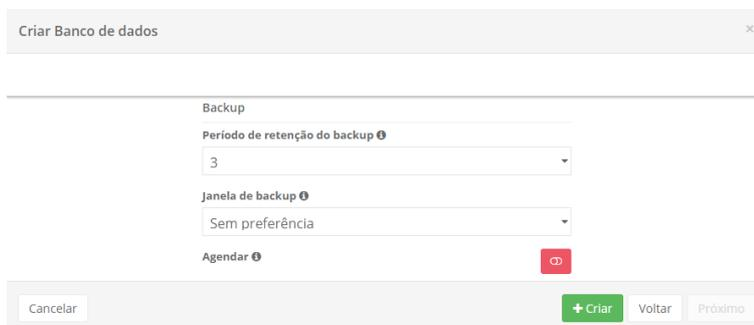 Criar Banco de dados
×
Backup
Período de retenção do backup
3
Janela de backup
Sem preferência
Agendar
Cancelar
+ Criar
Voltar
Próximo